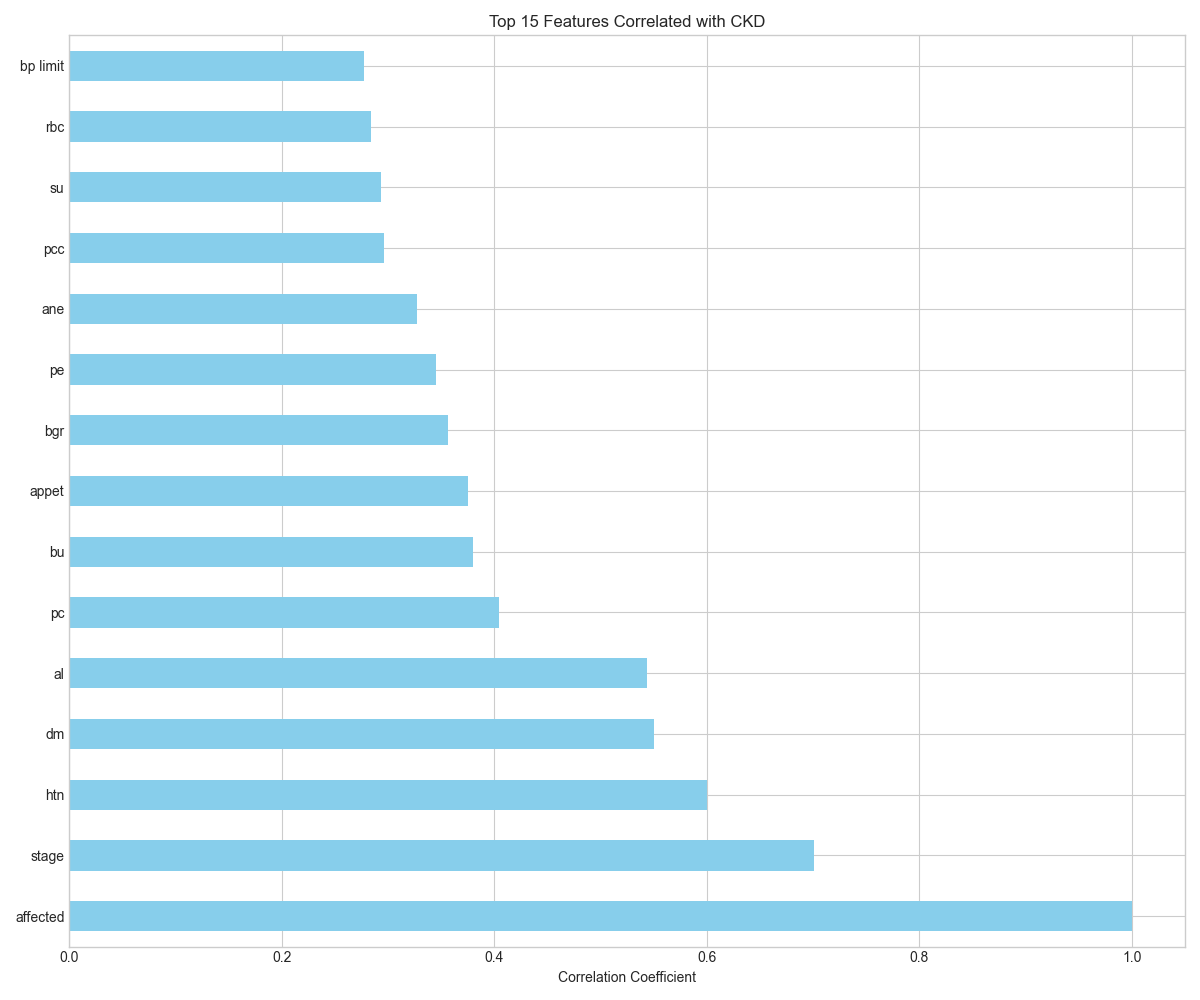 Top 15 Features Correlated with CKD
bp limit
rbc
su
pcc
ane
pe
bgr
appet
bu
pc
al
dm
htn
stage
affected
0.0 0.2 0.4 0.6 0.8 1.0
Correlation Coefficient